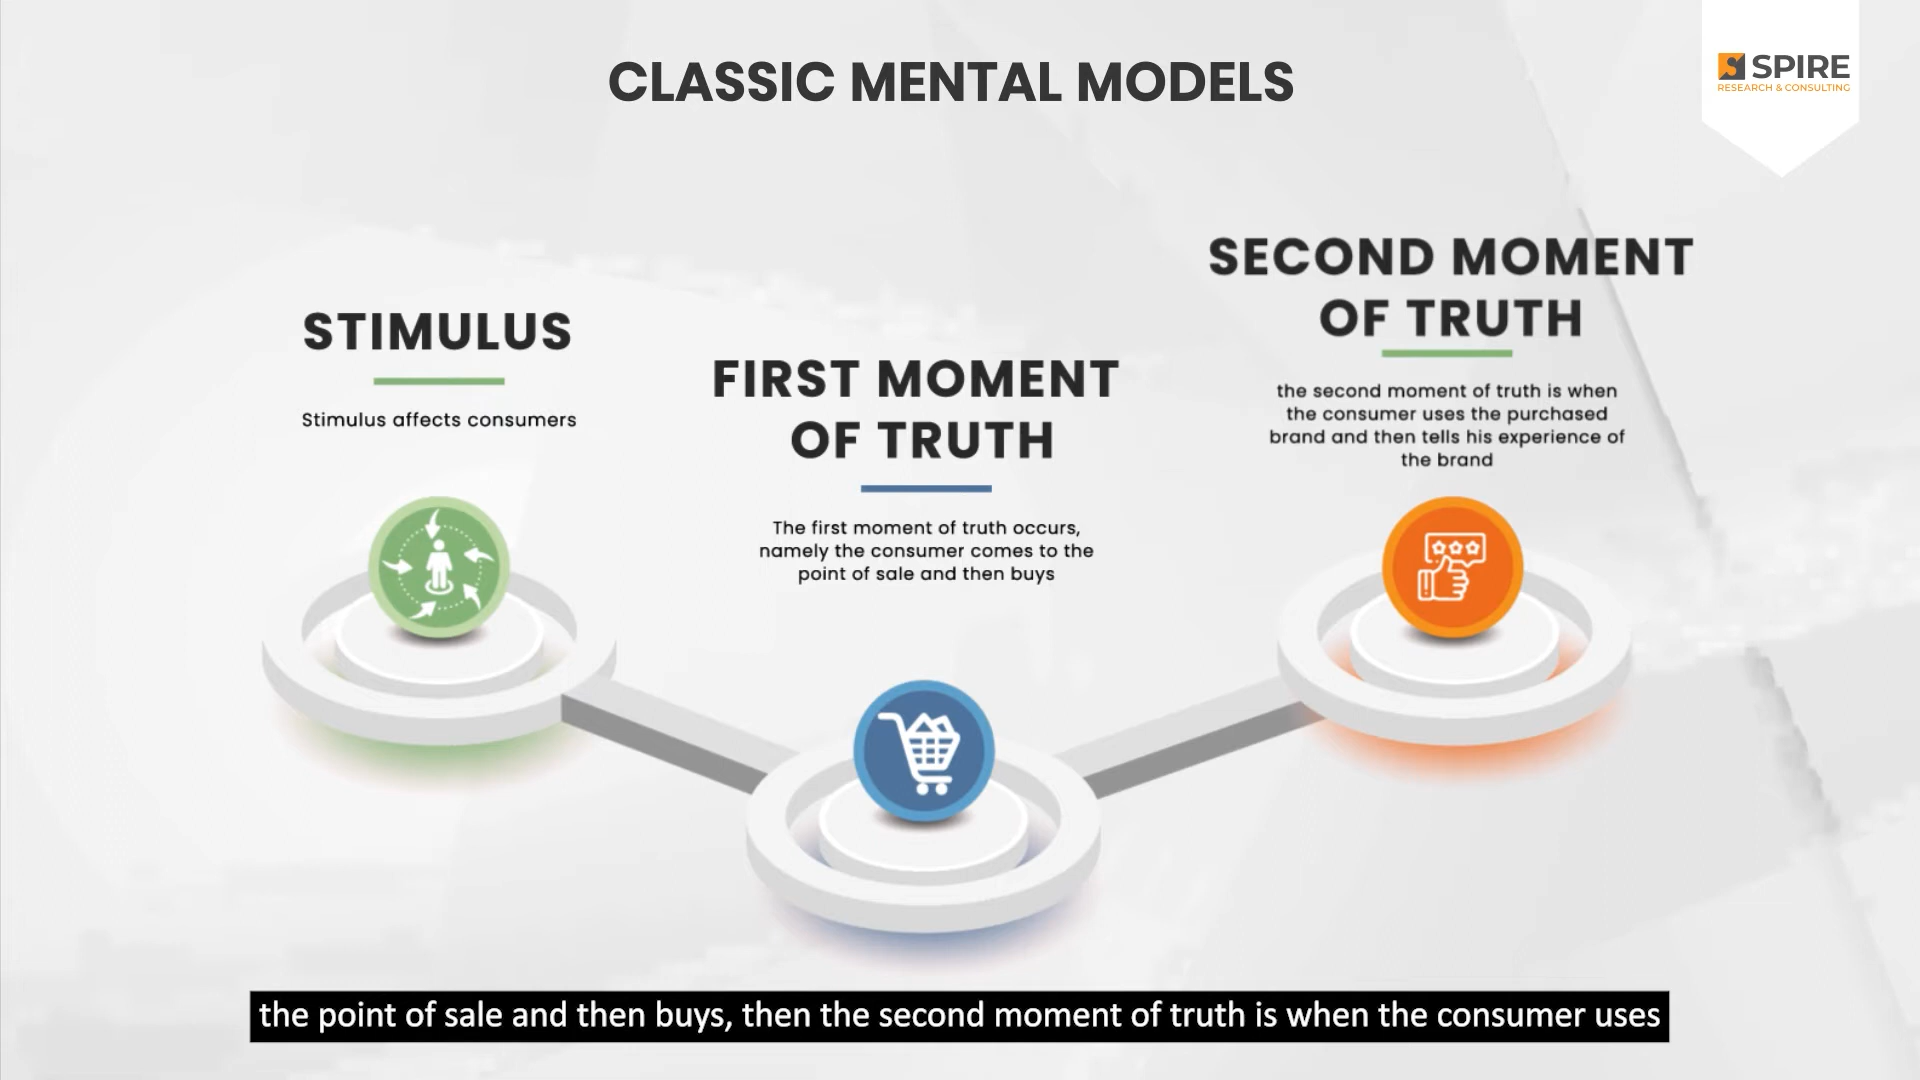 CLASSIC MENTAL MODELS
SPIRE
RESEARCH & CONSULTING
STIMULUS
Stimulus affects consumers
FIRST MOMENT
OF TRUTH
The first moment of truth occurs,
namely the consumer comes to the
point of sale and then buys
SECOND MOMENT
OF TRUTH
the second moment of truth is when
the consumer uses the purchased
brand and then tells his experience of
the brand
the point of sale and then buys, then the second moment of truth is when the consumer uses